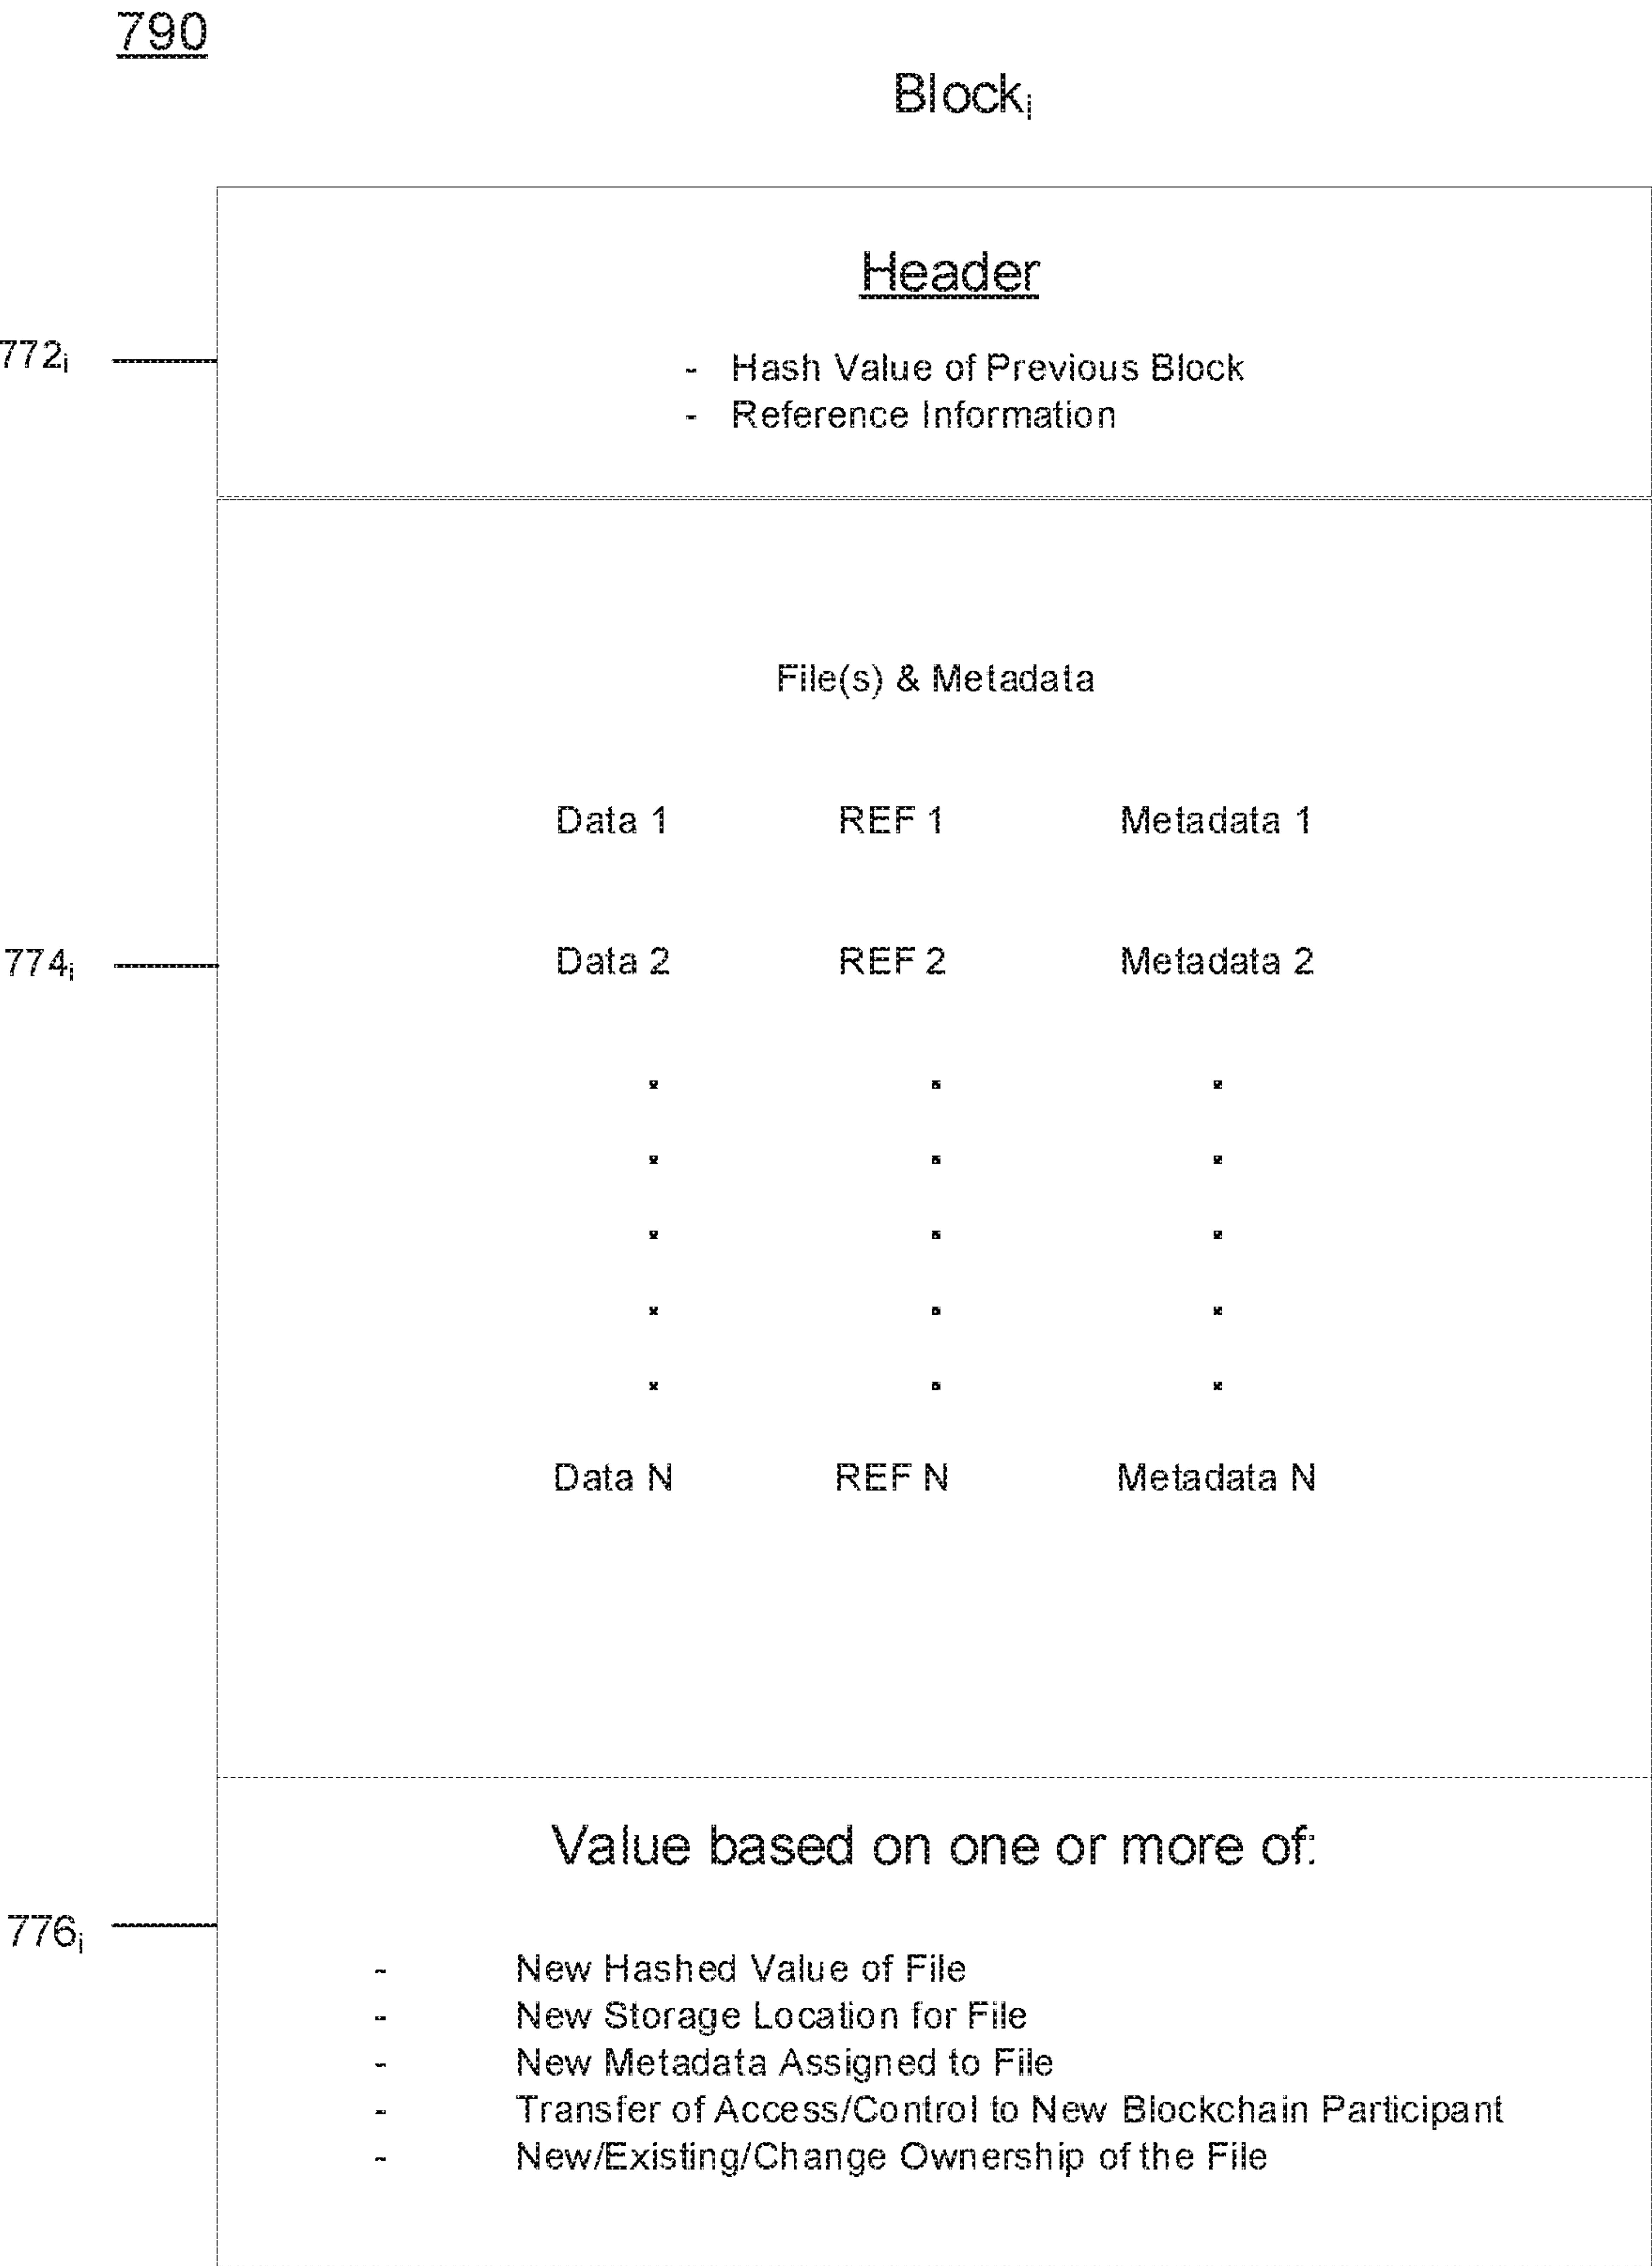 790
Blockᵢ
Header
772ᵢ
- Hash Value of Previous Block
- Reference Information
File(s) & Metadata
Data 1 REF 1 Metadata 1
774ᵢ
Data 2 REF 2 Metadata 2
Data N REF N Metadata N
Value based on one or more of:
776ᵢ
- New Hashed Value of File
- New Storage Location for File
- New Metadata Assigned to File
- Transfer of Access/Control to New Blockchain Participant
- New/Existing/Change Ownership of the File